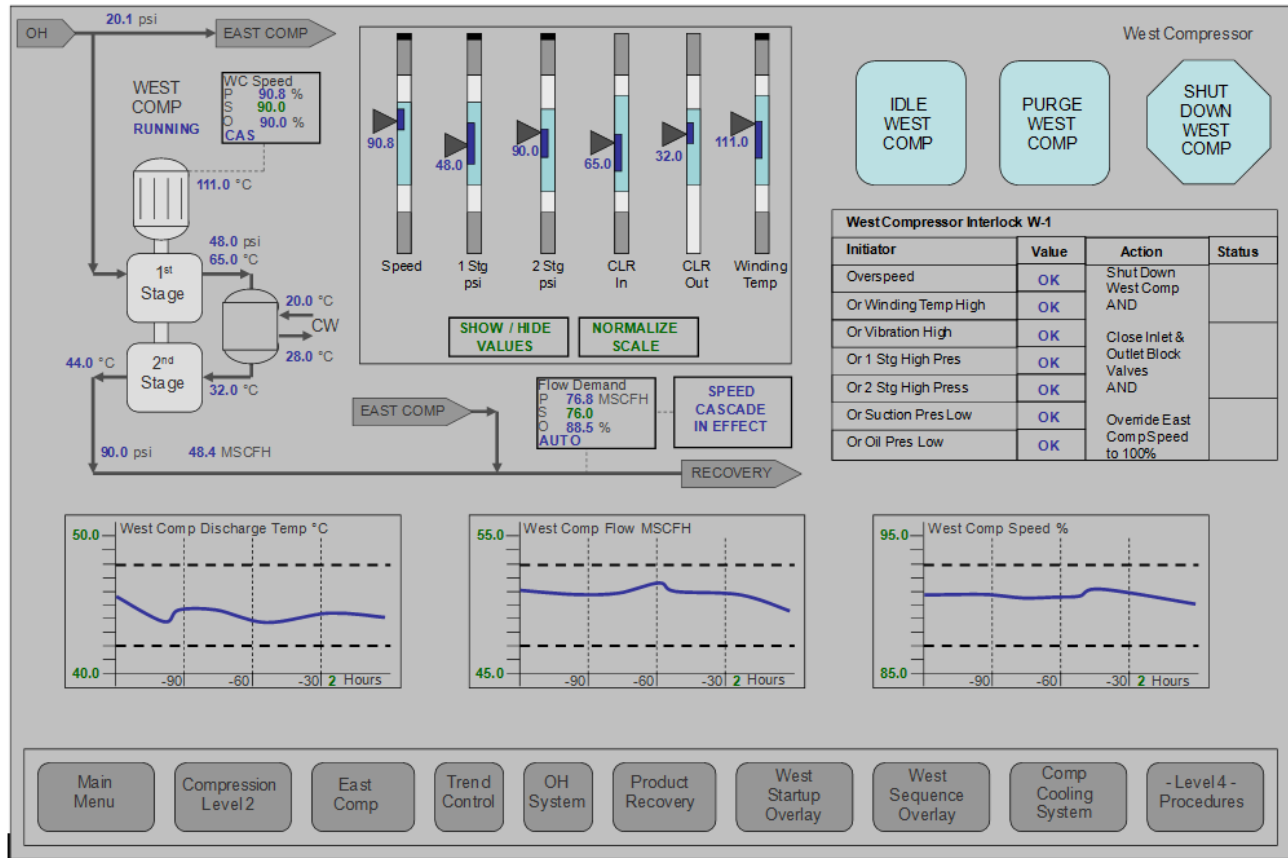 OH
20.1 psi
EAST COMP
West Compressor
WEST
COMP
RUNNING
WC Speed
P 90.8 %
S 90.0
O 90.0 %
CAS
111.0 °C
48.0 psi
65.0 °C
1st
Stage
20.0 °C
CW
28.0 °C
2nd
Stage
44.0 °C
32.0 °C
90.0 psi
48.4 MSCFH
90.8
48.0
90.0
65.0
32.0
111.0
Speed
1 Stg
psi
2 Stg
psi
CLR
In
CLR
Out
Winding
Temp
SHOW / HIDE
VALUES
NORMALIZE
SCALE
EAST COMP
Flow Demand
P 76.8 MSCFH
S 76.0
O 88.5 %
AUTO
SPEED
CASCADE
IN EFFECT
RECOVERY
IDLE
WEST
COMP
PURGE
WEST
COMP
SHUT
DOWN
WEST
COMP
West Compressor Interlock W-1
Initiator Value Action Status
Overspeed OK
Or Winding Temp High OK
Or Vibration High OK
Or 1 Stg High Pres OK
Or 2 Stg High Press OK
Or Suction Pres Low OK
Or Oil Pres Low OK
Shut Down
West Comp
AND
Close Inlet &
Outlet Block
Valves
AND
Override East
Comp Speed
to 100%
West Comp Discharge Temp °C
50.0
40.0
-90 -60 -30 2 Hours
West Comp Flow MSCFH
55.0
45.0
-90 -60 -30 2 Hours
West Comp Speed %
95.0
85.0
-90 -60 -30 2 Hours
Main
Menu
Compression
Level 2
East
Comp
Trend
Control
OH
System
Product
Recovery
West
Startup
Overlay
West
Sequence
Overlay
Comp
Cooling
System
- Level 4 -
Procedures